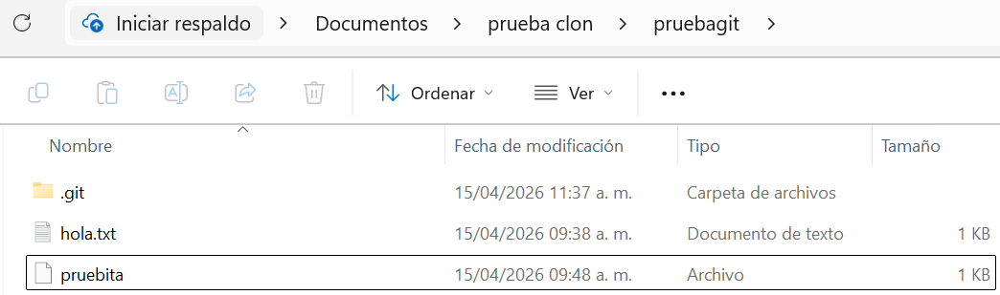 Iniciar respaldo > Documentos > prueba clon > pruebagit >
Ordenar Ver ...
Nombre Fecha de modificación Tipo Tamaño
.git 15/04/2026 11:37 a. m. Carpeta de archivos
hola.txt 15/04/2026 09:38 a. m. Documento de texto 1 KB
pruebita 15/04/2026 09:48 a. m. Archivo 1 KB